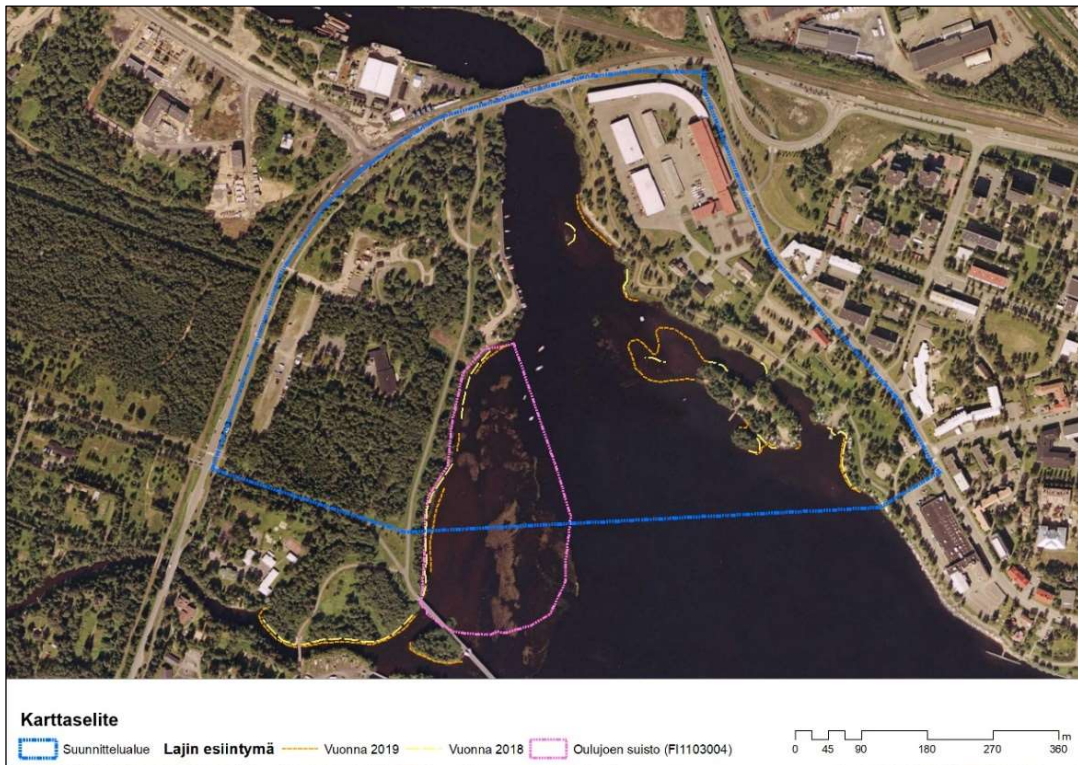 Karttaselite
Suunnittelualue Lajin esiintymä Vuonna 2019 Vuonna 2018 Oulujoen suisto (FI1103004)
m
0 45 90 180 270 360